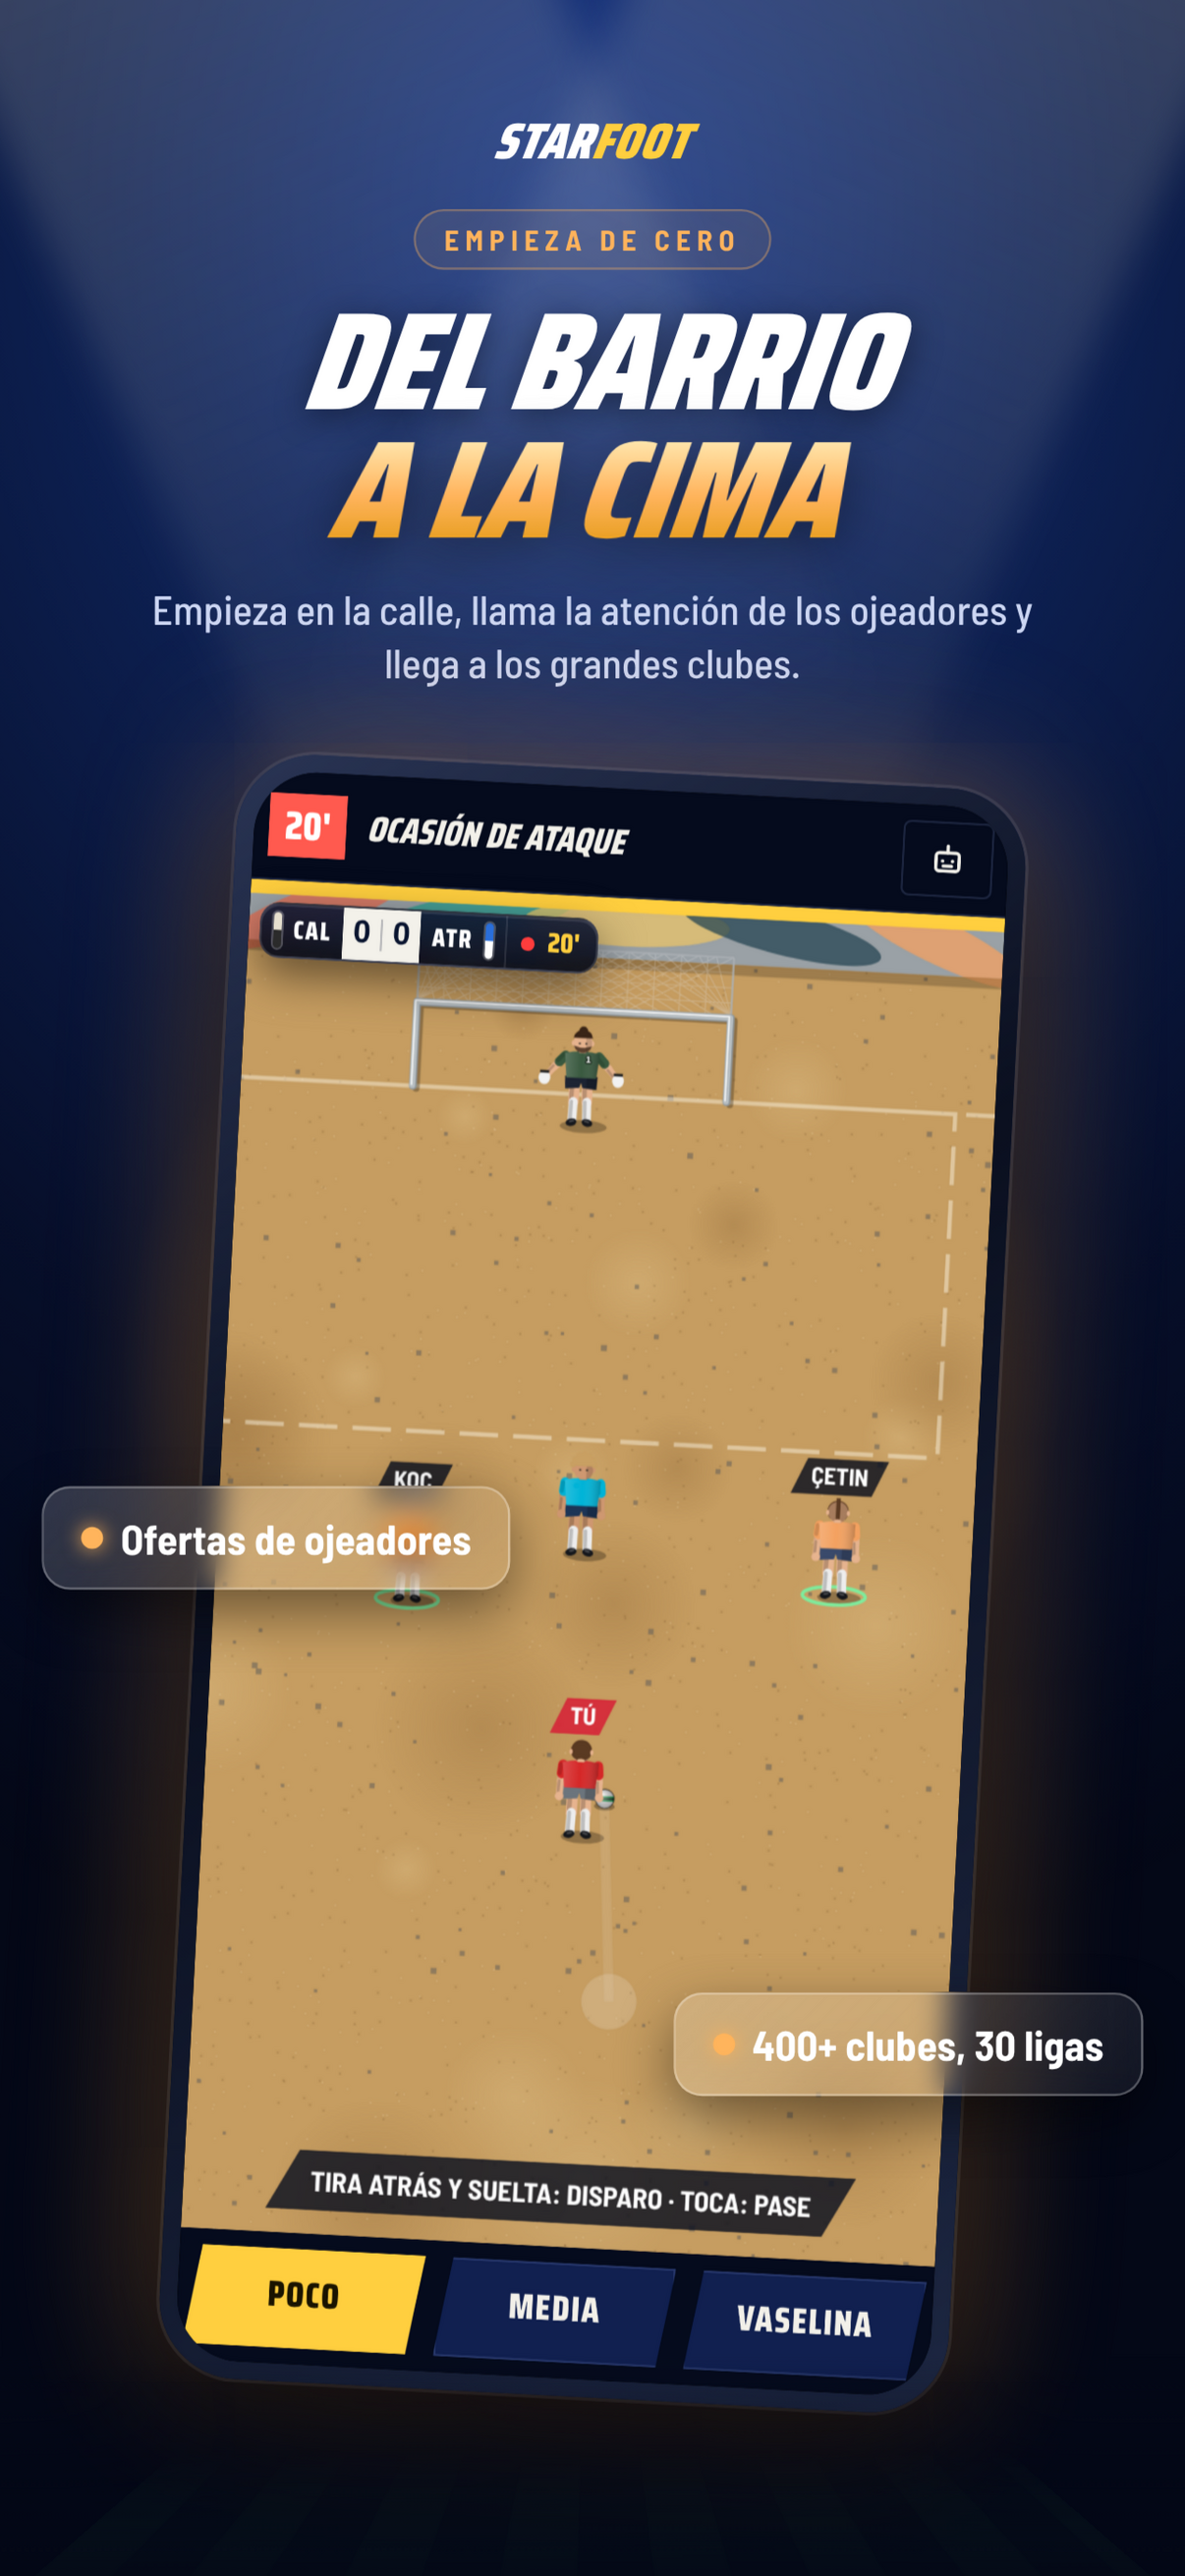 STARFOOT
EMPIEZA DE CERO
DEL BARRIO
A LA CIMA
Empieza en la calle, llama la atención de los ojeadores y
llega a los grandes clubes.
20'
OCASIÓN DE ATAQUE
CAL 0 0 ATR 20'
1
KOÇ
ÇETIN
Ofertas de ojeadores
TÚ
400+ clubes, 30 ligas
TIRA ATRÁS Y SUELTA: DISPARO · TOCA: PASE
POCO
MEDIA
VASELINA